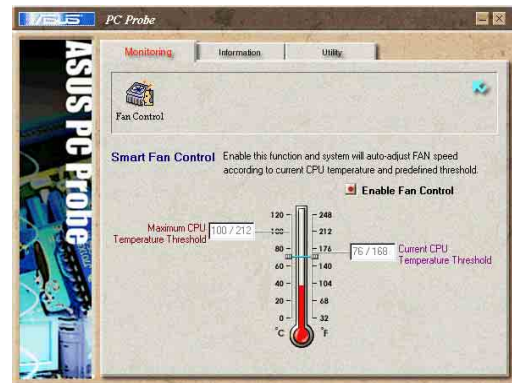 ASUS PC Probe
ASUS PC Probe
Monitoring Information Utility
Fan Control
Smart Fan Control Enable this function and system will auto-adjust FAN speed
according to current CPU temperature and predefined threshold.
Enable Fan Control
Maximum CPU
Temperature Threshold
100 / 212
120 248
100 212
80 176
60 140
40 104
20 68
0 32
°C °F
76 / 168
Current CPU
Temperature Threshold